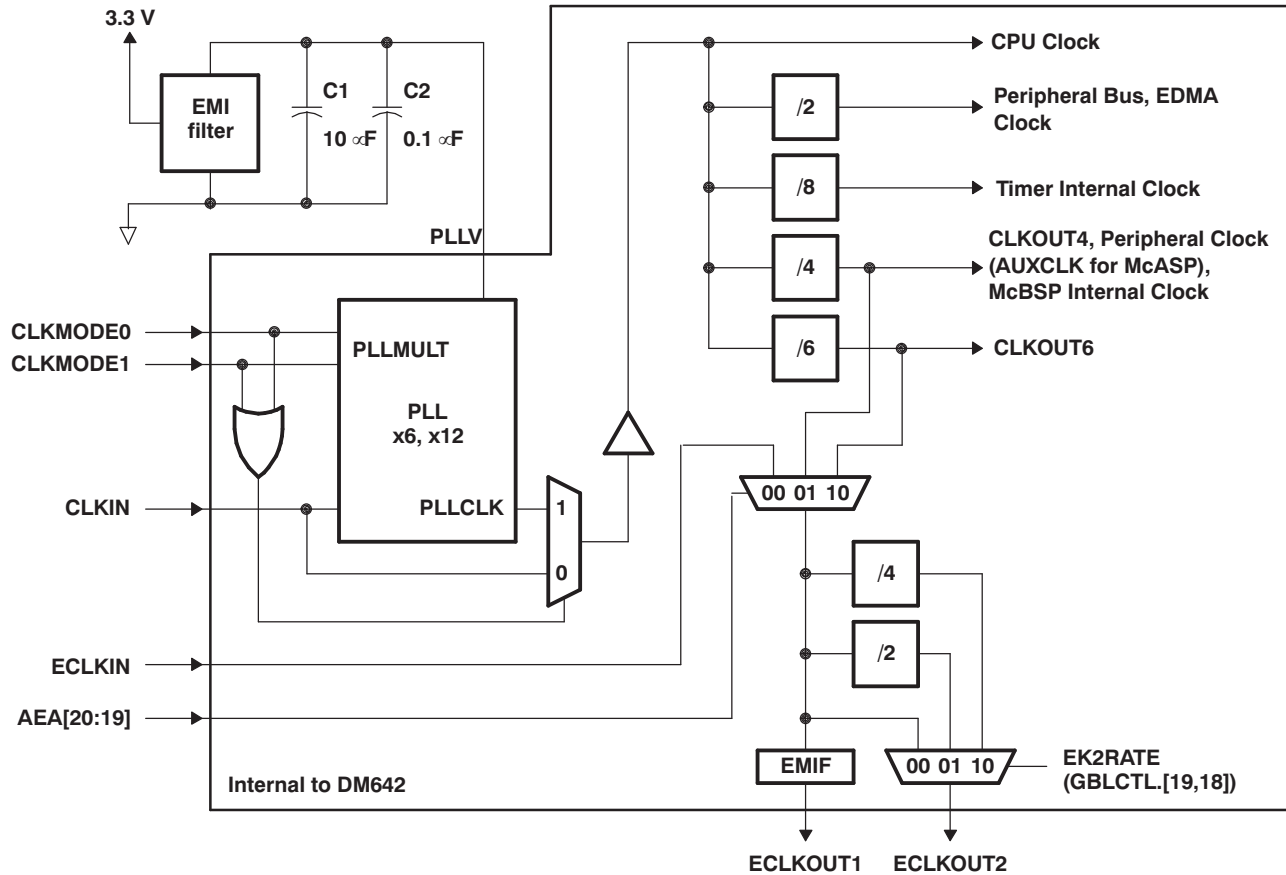 3.3 V
EMI
filter
C1
10 ∝F
C2
0.1 ∝F
PLLV
CPU Clock
/2
Peripheral Bus, EDMA
Clock
/8
Timer Internal Clock
/4
CLKOUT4, Peripheral Clock
(AUXCLK for McASP),
McBSP Internal Clock
/6
CLKOUT6
CLKMODE0
CLKMODE1
PLLMULT
PLL
x6, x12
PLLCLK
CLKIN
1
0
00 01 10
/4
/2
ECLKIN
AEA[20:19]
Internal to DM642
EMIF
00 01 10
EK2RATE
(GBLCTL.[19,18])
ECLKOUT1
ECLKOUT2